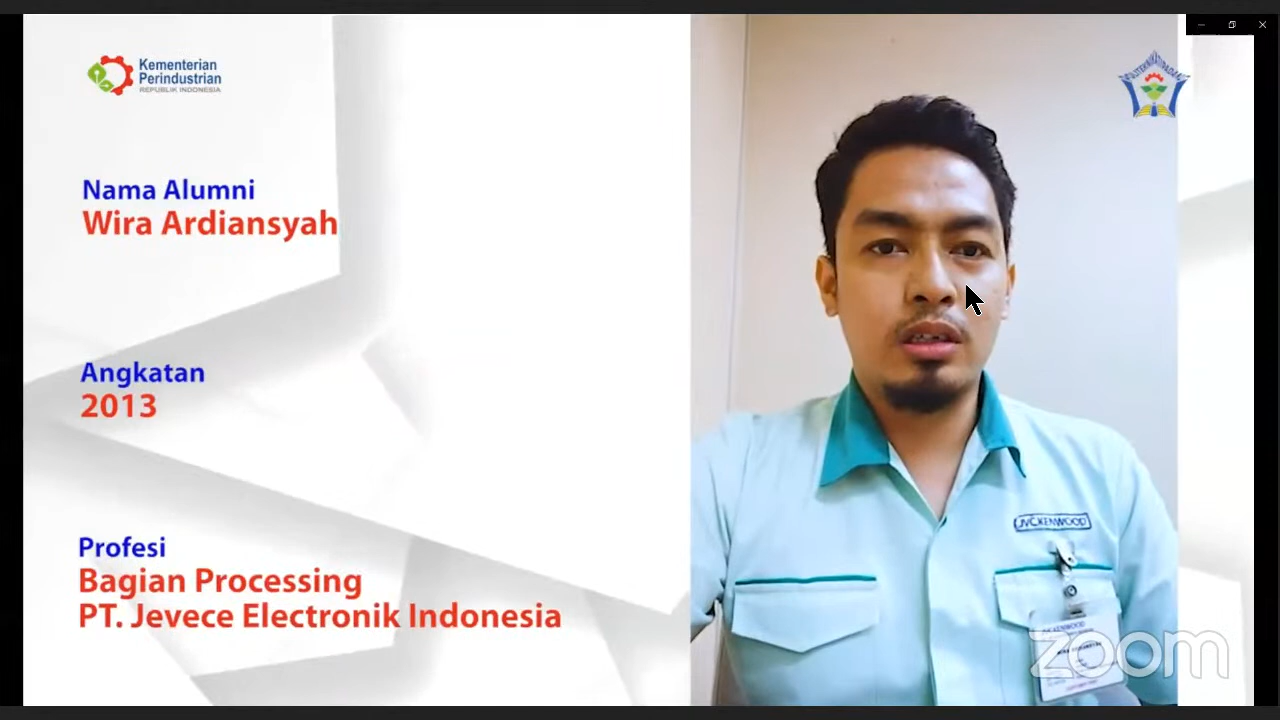 Kementerian
Perindustrian
REPUBLIK INDONESIA
Nama Alumni
Wira Ardiansyah
Angkatan
2013
Profesi
Bagian Processing
PT. Jevece Electronik Indonesia
JVCKENWOOD
zoom